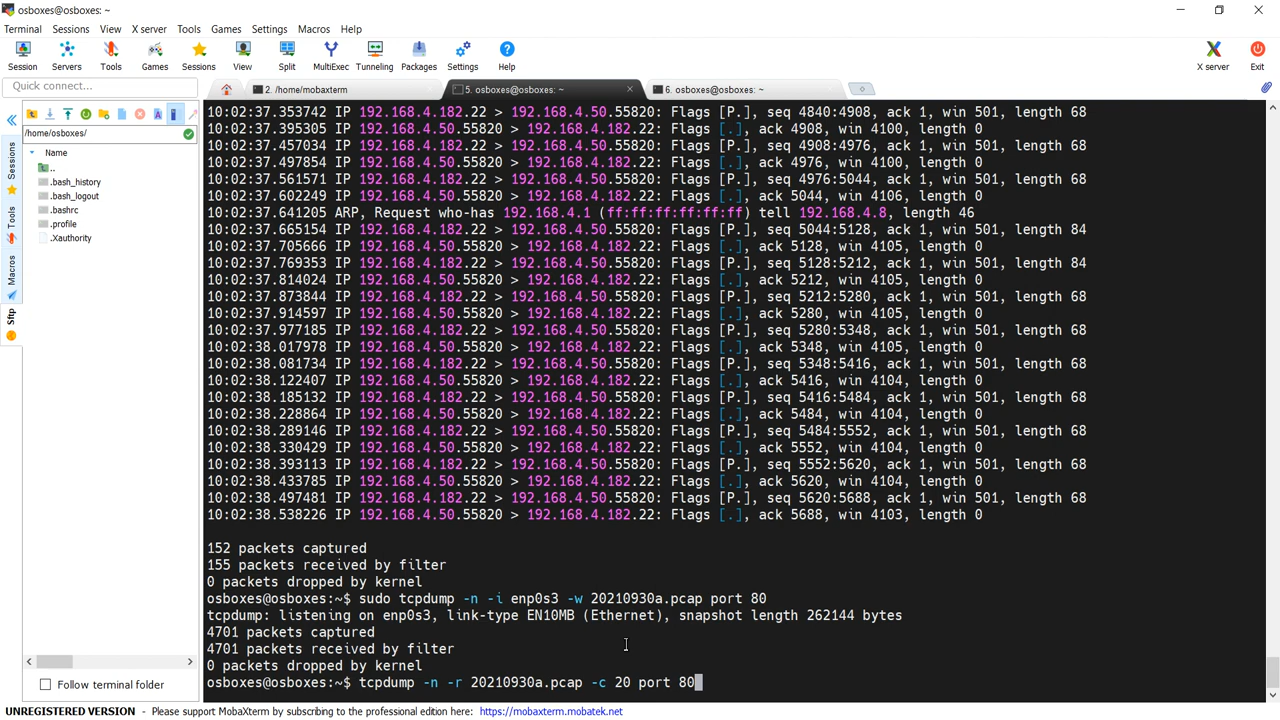 osboxes@osboxes: ~
Terminal Sessions View X server Tools Games Settings Macros Help
Session Servers Tools Games Sessions View Split MultiExec Tunneling Packages Settings Help X server Exit
Quick connect...
2. /home/mobaxterm
5. osboxes@osboxes: ~
6. osboxes@osboxes: ~
/home/osboxes/
Name
..
.bash_history
.bash_logout
.bashrc
.profile
.Xauthority
Sessions
Tools
Macros
Sftp
10:02:37.353742 IP 192.168.4.182.22 > 192.168.4.50.55820: Flags [P.], seq 4840:4908, ack 1, win 501, length 68
10:02:37.395305 IP 192.168.4.50.55820 > 192.168.4.182.22: Flags [.], ack 4908, win 4100, length 0
10:02:37.457034 IP 192.168.4.182.22 > 192.168.4.50.55820: Flags [P.], seq 4908:4976, ack 1, win 501, length 68
10:02:37.497854 IP 192.168.4.50.55820 > 192.168.4.182.22: Flags [.], ack 4976, win 4100, length 0
10:02:37.561571 IP 192.168.4.182.22 > 192.168.4.50.55820: Flags [P.], seq 4976:5044, ack 1, win 501, length 68
10:02:37.602249 IP 192.168.4.50.55820 > 192.168.4.182.22: Flags [.], ack 5044, win 4106, length 0
10:02:37.641205 ARP, Request who-has 192.168.4.1 (ff:ff:ff:ff:ff:ff) tell 192.168.4.8, length 46
10:02:37.665154 IP 192.168.4.182.22 > 192.168.4.50.55820: Flags [P.], seq 5044:5128, ack 1, win 501, length 84
10:02:37.705666 IP 192.168.4.50.55820 > 192.168.4.182.22: Flags [.], ack 5128, win 4105, length 0
10:02:37.769353 IP 192.168.4.182.22 > 192.168.4.50.55820: Flags [P.], seq 5128:5212, ack 1, win 501, length 84
10:02:37.814024 IP 192.168.4.50.55820 > 192.168.4.182.22: Flags [.], ack 5212, win 4105, length 0
10:02:37.873844 IP 192.168.4.182.22 > 192.168.4.50.55820: Flags [P.], seq 5212:5280, ack 1, win 501, length 68
10:02:37.914597 IP 192.168.4.50.55820 > 192.168.4.182.22: Flags [.], ack 5280, win 4105, length 0
10:02:37.977185 IP 192.168.4.182.22 > 192.168.4.50.55820: Flags [P.], seq 5280:5348, ack 1, win 501, length 68
10:02:38.017978 IP 192.168.4.50.55820 > 192.168.4.182.22: Flags [.], ack 5348, win 4105, length 0
10:02:38.081734 IP 192.168.4.182.22 > 192.168.4.50.55820: Flags [P.], seq 5348:5416, ack 1, win 501, length 68
10:02:38.122407 IP 192.168.4.50.55820 > 192.168.4.182.22: Flags [.], ack 5416, win 4104, length 0
10:02:38.185132 IP 192.168.4.182.22 > 192.168.4.50.55820: Flags [P.], seq 5416:5484, ack 1, win 501, length 68
10:02:38.228864 IP 192.168.4.50.55820 > 192.168.4.182.22: Flags [.], ack 5484, win 4104, length 0
10:02:38.289146 IP 192.168.4.182.22 > 192.168.4.50.55820: Flags [P.], seq 5484:5552, ack 1, win 501, length 68
10:02:38.330429 IP 192.168.4.50.55820 > 192.168.4.182.22: Flags [.], ack 5552, win 4104, length 0
10:02:38.393113 IP 192.168.4.182.22 > 192.168.4.50.55820: Flags [P.], seq 5552:5620, ack 1, win 501, length 68
10:02:38.433785 IP 192.168.4.50.55820 > 192.168.4.182.22: Flags [.], ack 5620, win 4104, length 0
10:02:38.497481 IP 192.168.4.182.22 > 192.168.4.50.55820: Flags [P.], seq 5620:5688, ack 1, win 501, length 68
10:02:38.538226 IP 192.168.4.50.55820 > 192.168.4.182.22: Flags [.], ack 5688, win 4103, length 0
152 packets captured
155 packets received by filter
0 packets dropped by kernel
osboxes@osboxes:~$ sudo tcpdump -n -i enp0s3 -w 20210930a.pcap port 80
tcpdump: listening on enp0s3, link-type EN10MB (Ethernet), snapshot length 262144 bytes
4701 packets captured
4701 packets received by filter
0 packets dropped by kernel
osboxes@osboxes:~$ tcpdump -n -r 20210930a.pcap -c 20 port 80
Follow terminal folder
UNREGISTERED VERSION - Please support MobaXterm by subscribing to the professional edition here: https://mobaxterm.mobatek.net